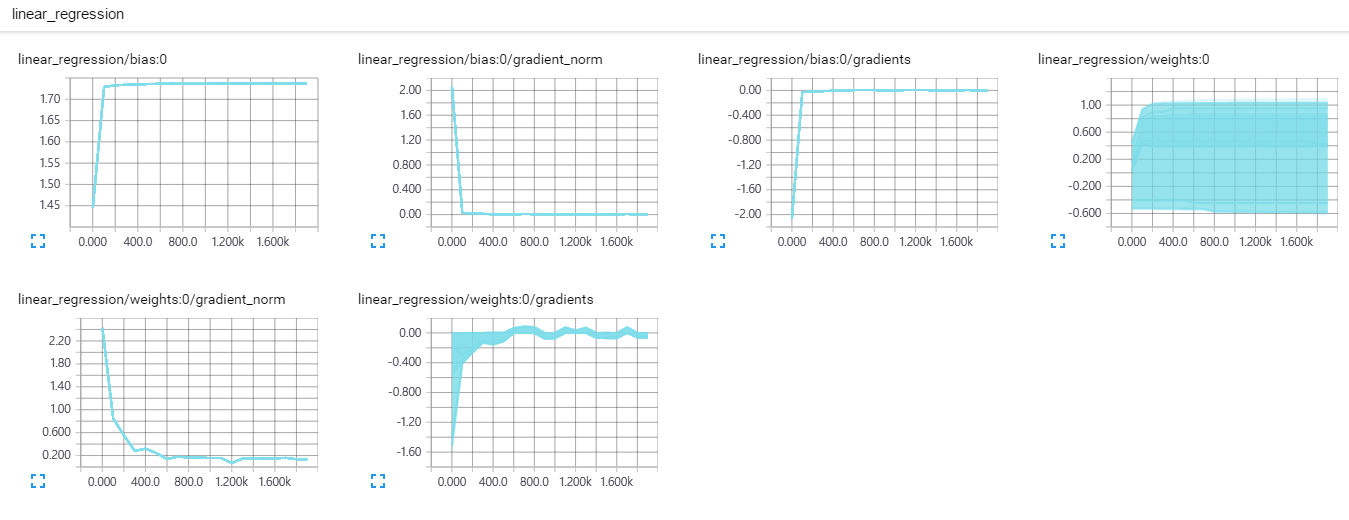 linear_regression
linear_regression/bias:0
1.70
1.65
1.60
1.55
1.50
1.45
0.000 400.0 800.0 1.200k 1.600k
linear_regression/bias:0/gradient_norm
2.00
1.60
1.20
0.800
0.400
0.00
0.000 400.0 800.0 1.200k 1.600k
linear_regression/bias:0/gradients
0.00
-0.400
-0.800
-1.20
-1.60
-2.00
0.000 400.0 800.0 1.200k 1.600k
linear_regression/weights:0
1.00
0.600
0.200
-0.200
-0.600
0.000 400.0 800.0 1.200k 1.600k
linear_regression/weights:0/gradient_norm
2.20
1.80
1.40
1.00
0.600
0.200
0.000 400.0 800.0 1.200k 1.600k
linear_regression/weights:0/gradients
0.00
-0.400
-0.800
-1.20
-1.60
0.000 400.0 800.0 1.200k 1.600k